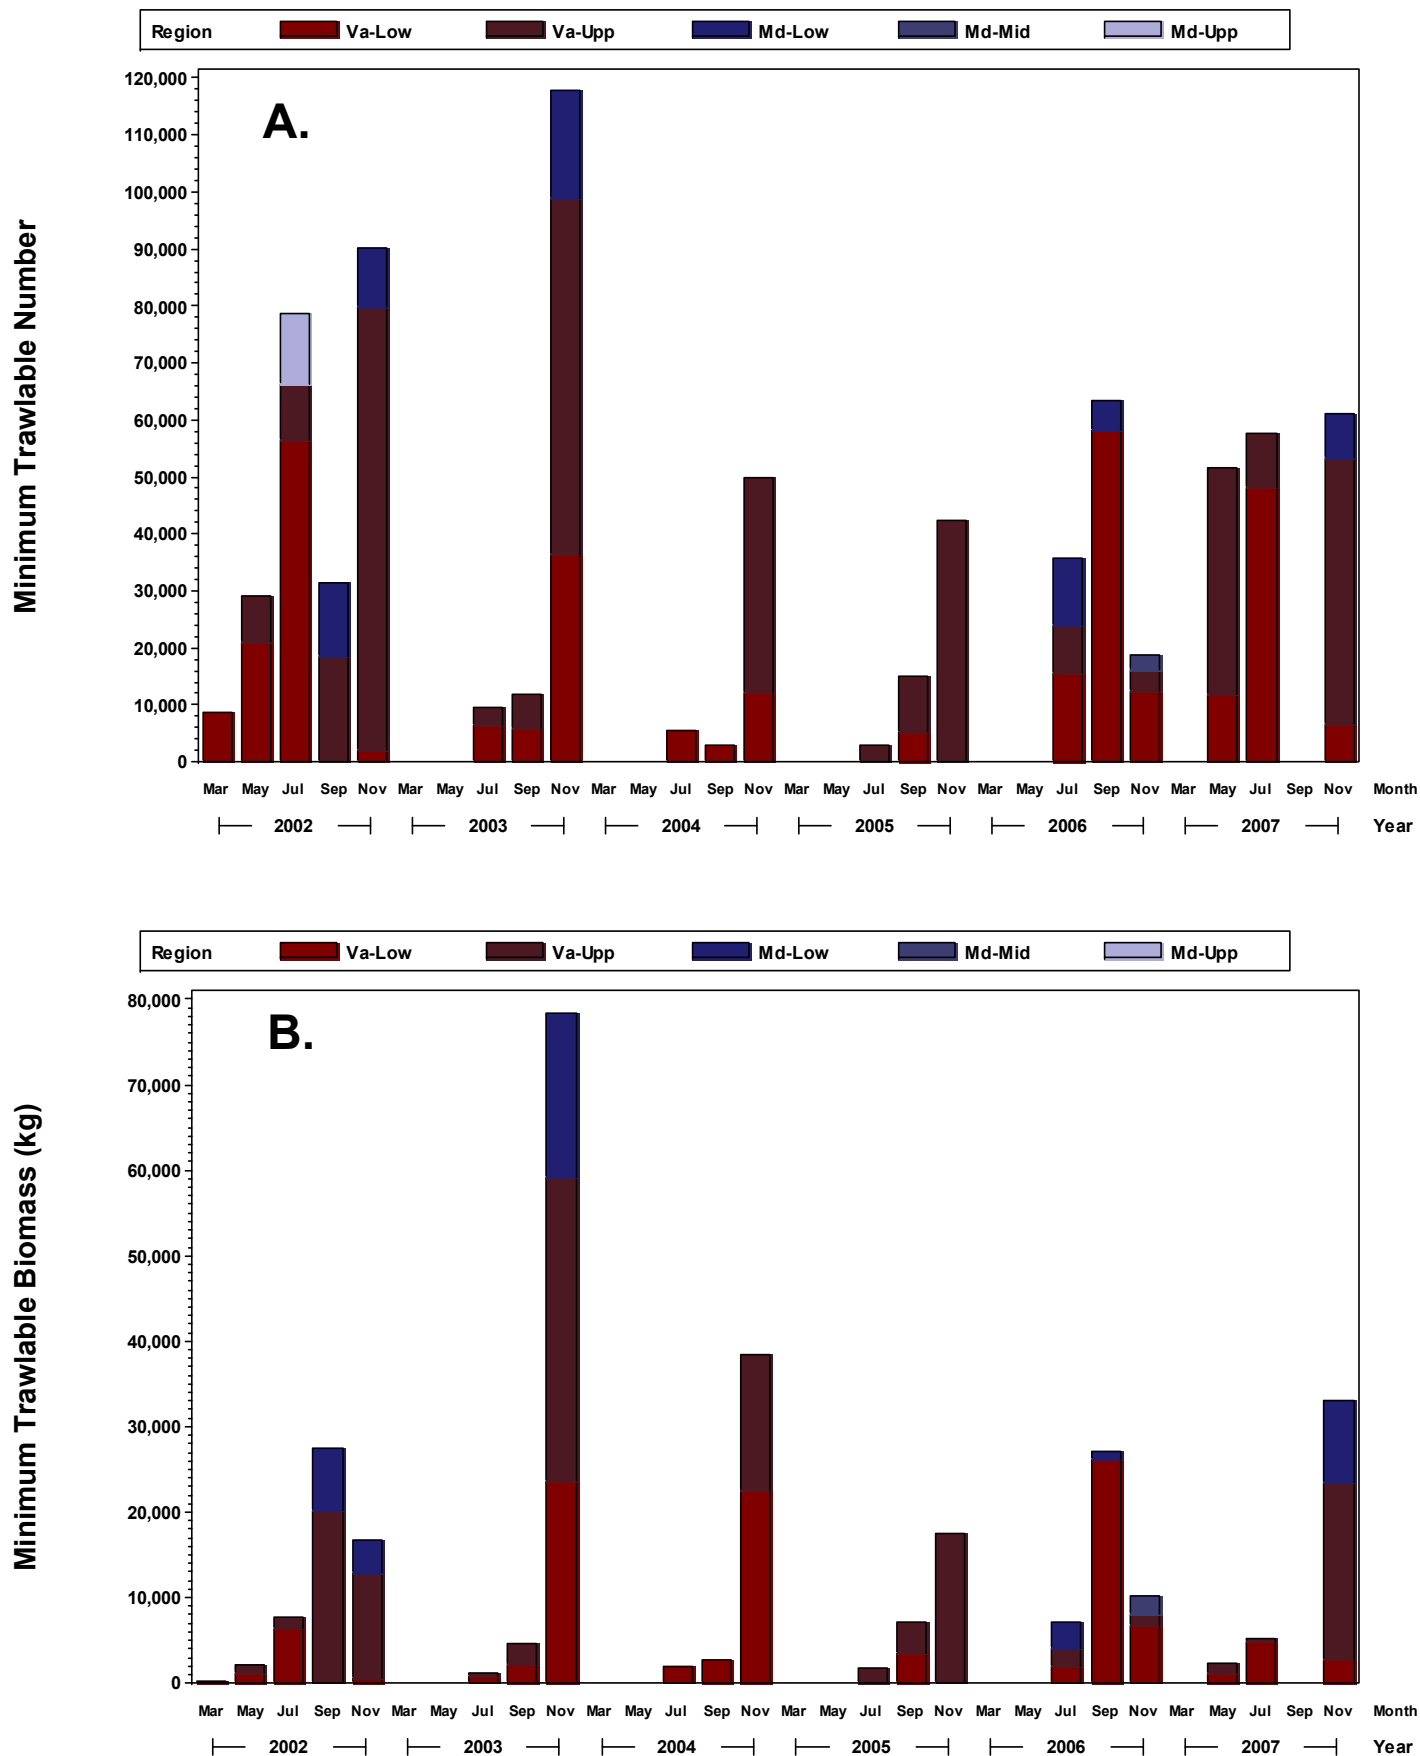 Region Va-Low Va-Upp Md-Low Md-Mid Md-Upp
A.
Minimum Trawlable Number
120,000
110,000
100,000
90,000
80,000
70,000
60,000
50,000
40,000
30,000
20,000
10,000
0
Mar May Jul Sep Nov Mar May Jul Sep Nov Mar May Jul Sep Nov Mar May Jul Sep Nov Mar May Jul Sep Nov Mar May Jul Sep Nov Month
2002 2003 2004 2005 2006 2007 Year
Region Va-Low Va-Upp Md-Low Md-Mid Md-Upp
B.
Minimum Trawlable Biomass (kg)
80,000
70,000
60,000
50,000
40,000
30,000
20,000
10,000
0
Mar May Jul Sep Nov Mar May Jul Sep Nov Mar May Jul Sep Nov Mar May Jul Sep Nov Mar May Jul Sep Nov Mar May Jul Sep Nov Month
2002 2003 2004 2005 2006 2007 Year